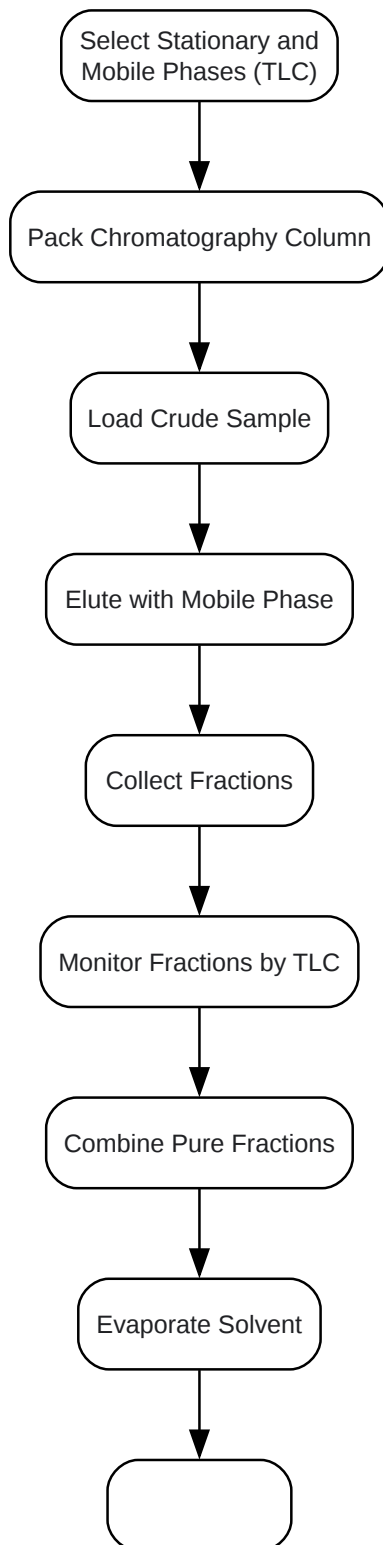 Select Stationary and
Mobile Phases (TLC)
Pack Chromatography Column
Load Crude Sample
Elute with Mobile Phase
Collect Fractions
Monitor Fractions by TLC
Combine Pure Fractions
Evaporate Solvent